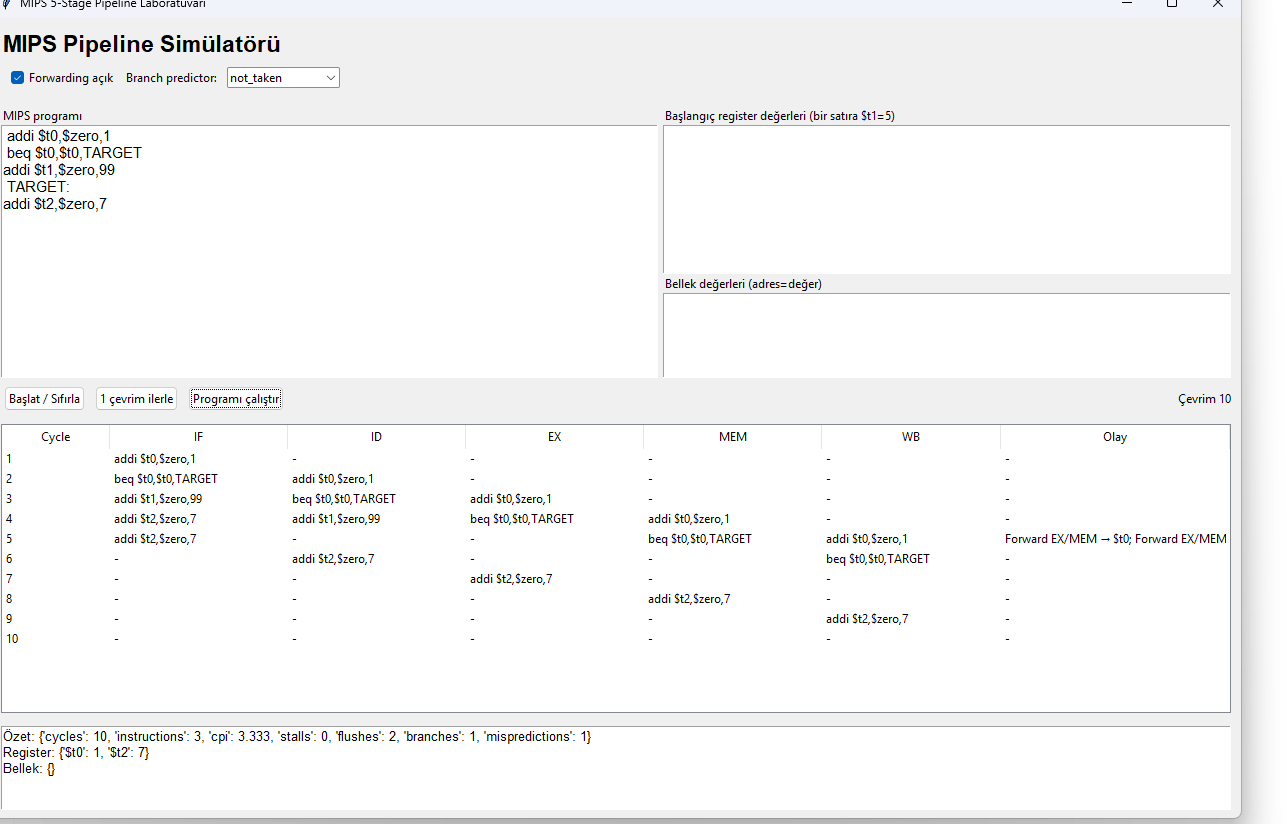 MIPS 5-Stage Pipeline Laboratuvarı
MIPS Pipeline Simülatörü
Forwarding açık Branch predictor: not_taken
MIPS programı
addi $t0,$zero,1
beq $t0,$t0,TARGET
addi $t1,$zero,99
TARGET:
addi $t2,$zero,7
Başlangıç register değerleri (bir satıra $t1=5)
Bellek değerleri (adres=değer)
Başlat / Sıfırla 1 çevrim ilerle Programı çalıştır Çevrim 10
Cycle IF ID EX MEM WB Olay
1 addi $t0,$zero,1 - - - - -
2 beq $t0,$t0,TARGET addi $t0,$zero,1 - - - -
3 addi $t1,$zero,99 beq $t0,$t0,TARGET addi $t0,$zero,1 - - -
4 addi $t2,$zero,7 addi $t1,$zero,99 beq $t0,$t0,TARGET addi $t0,$zero,1 - -
5 addi $t2,$zero,7 - - beq $t0,$t0,TARGET addi $t0,$zero,1 Forward EX/MEM → $t0; Forward EX/MEM
6 - addi $t2,$zero,7 - - beq $t0,$t0,TARGET -
7 - - addi $t2,$zero,7 - - -
8 - - - addi $t2,$zero,7 - -
9 - - - - addi $t2,$zero,7 -
10 - - - - - -
Özet: {'cycles': 10, 'instructions': 3, 'cpi': 3.333, 'stalls': 0, 'flushes': 2, 'branches': 1, 'mispredictions': 1}
Register: {'$t0': 1, '$t2': 7}
Bellek: {}